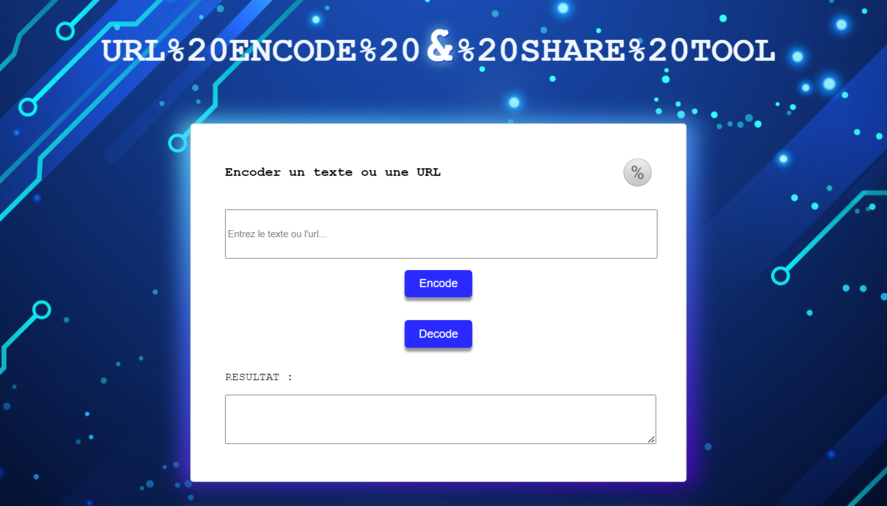 URL%20ENCODE%20&%20SHARE%20TOOL
Encoder un texte ou une URL
%
Entrez le texte ou l'url...
Encode
Decode
RESULTAT :